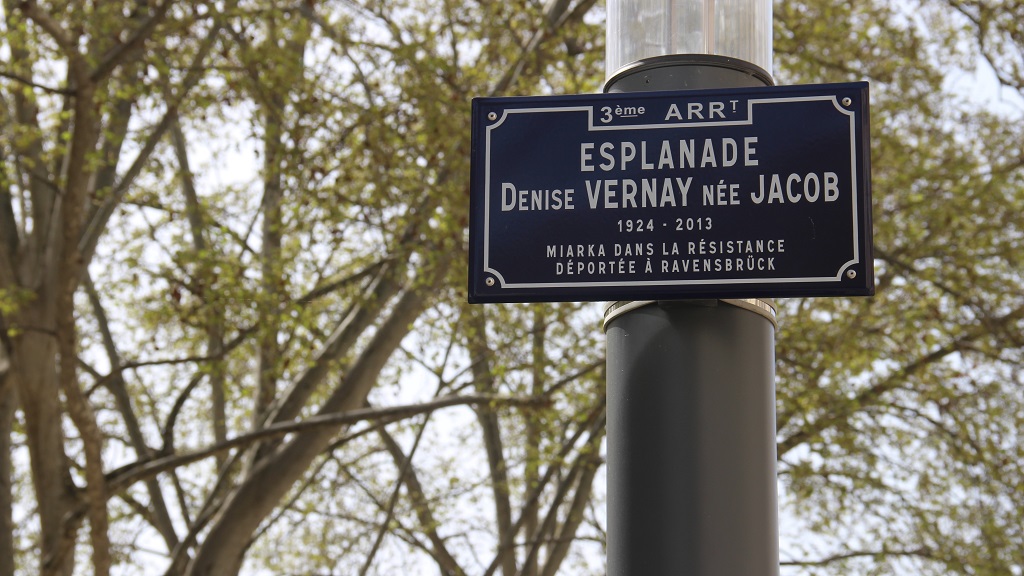 3ème ARRT
ESPLANADE
DENISE VERNAY NÉE JACOB
1924 - 2013
MIARKA DANS LA RÉSISTANCE
DÉPORTÉE À RAVENSBRÜCK